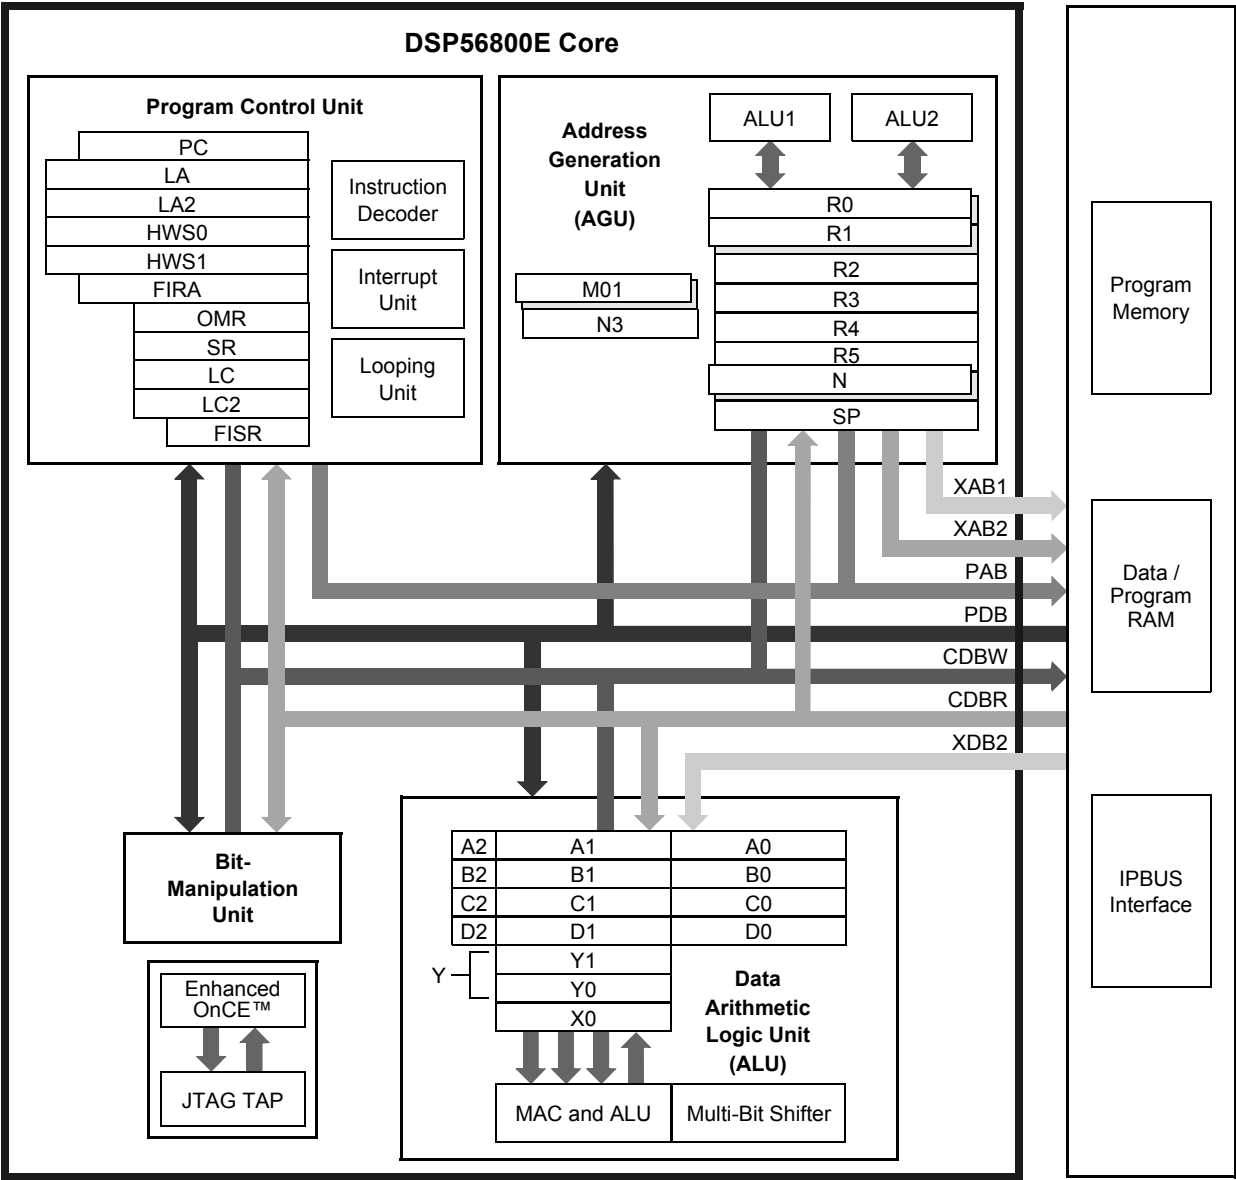 DSP56800E Core
Program Control Unit
PC
LA
LA2
HWS0
HWS1
FIRA
OMR
SR
LC
LC2
FISR
Instruction
Decoder
Interrupt
Unit
Looping
Unit
Address
Generation
Unit
(AGU)
ALU1
ALU2
R0
R1
R2
R3
R4
R5
N
SP
M01
N3
XAB1
XAB2
PAB
PDB
CDBW
CDBR
XDB2
Program
Memory
Data /
Program
RAM
IPBUS
Interface
Bit-
Manipulation
Unit
Enhanced
OnCE™
JTAG TAP
A2 A1 A0
B2 B1 B0
C2 C1 C0
D2 D1 D0
Y1
Y
Y0
X0
Data
Arithmetic
Logic Unit
(ALU)
MAC and ALU
Multi-Bit Shifter